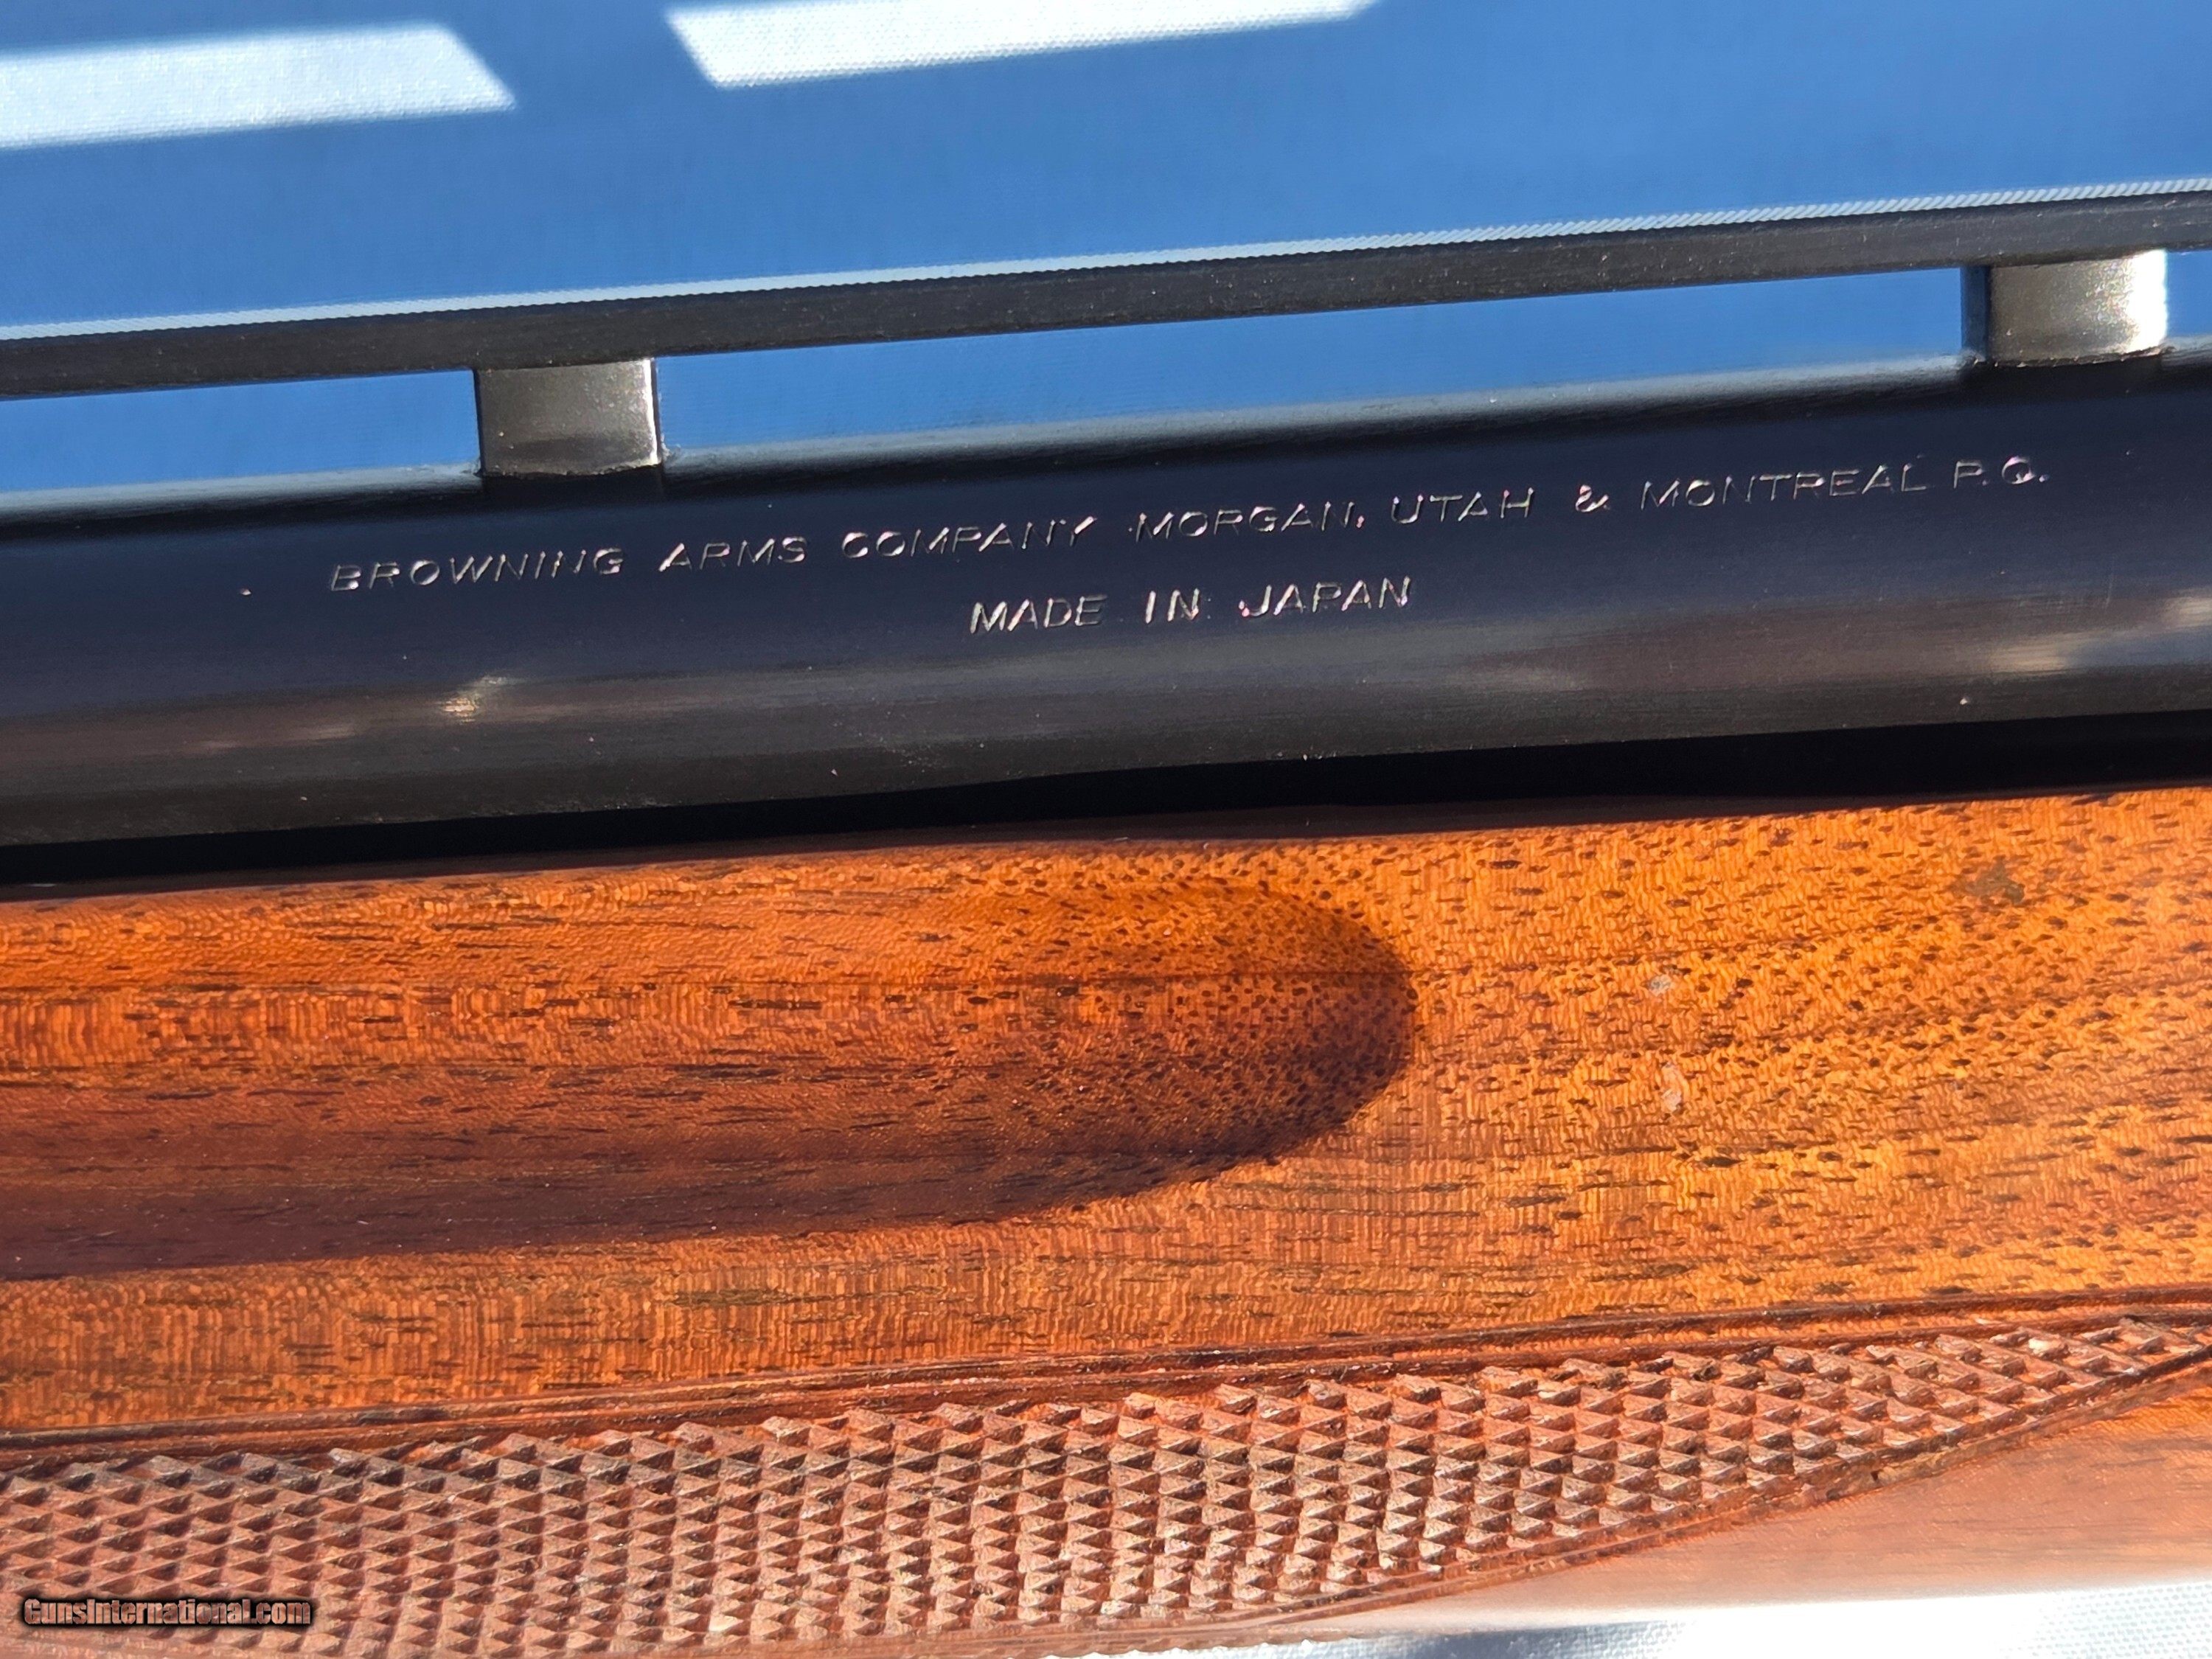 BROWNING ARMS COMPANY MORGAN, UTAH & MONTREAL P.Q.
MADE IN JAPAN
GunsInternational.com